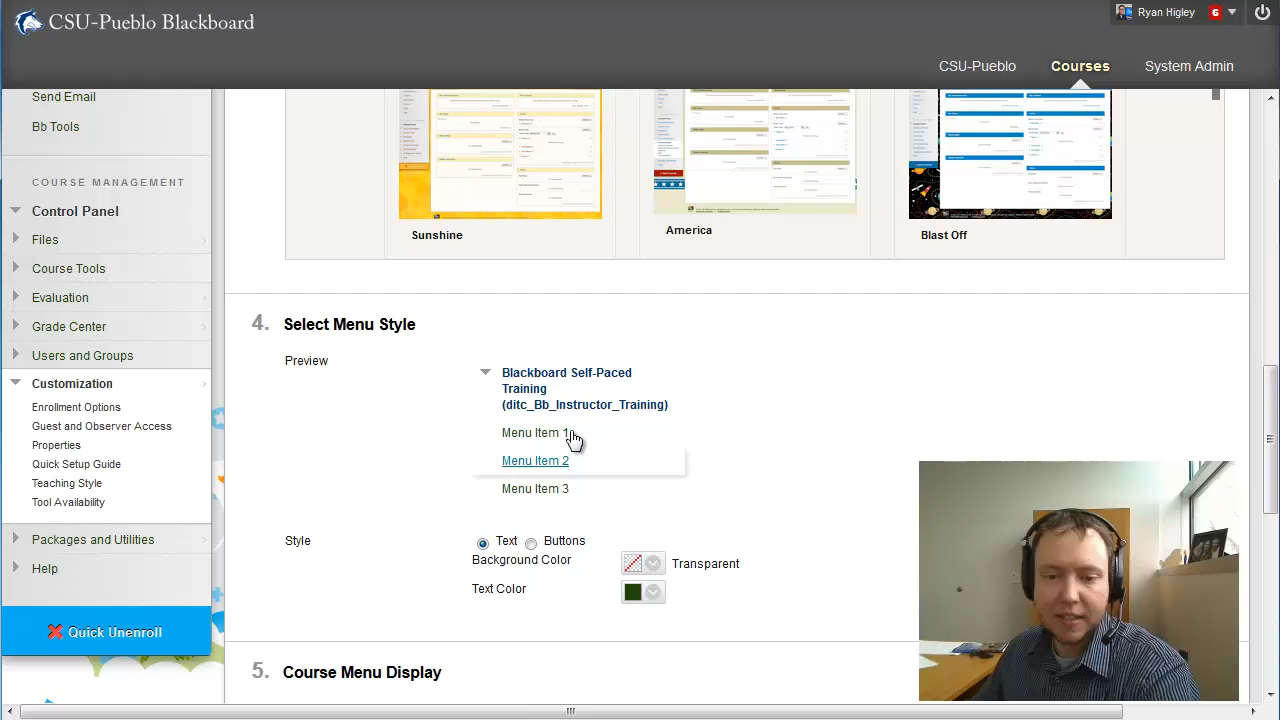 CSU-Pueblo Blackboard
Ryan Higley
6
CSU-Pueblo
Courses
System Admin
Send Email
Bb Tools
COURSE MANAGEMENT
Control Panel
Files
Course Tools
Evaluation
Grade Center
Users and Groups
Customization
Enrollment Options
Guest and Observer Access
Properties
Quick Setup Guide
Teaching Style
Tool Availability
Packages and Utilities
Help
Quick Unenroll
Sunshine
America
Blast Off
4. Select Menu Style
Preview
Blackboard Self-Paced
Training
(ditc_Bb_Instructor_Training)
Menu Item 1
Menu Item 2
Menu Item 3
Style
Text
Buttons
Background Color
Transparent
Text Color
5. Course Menu Display